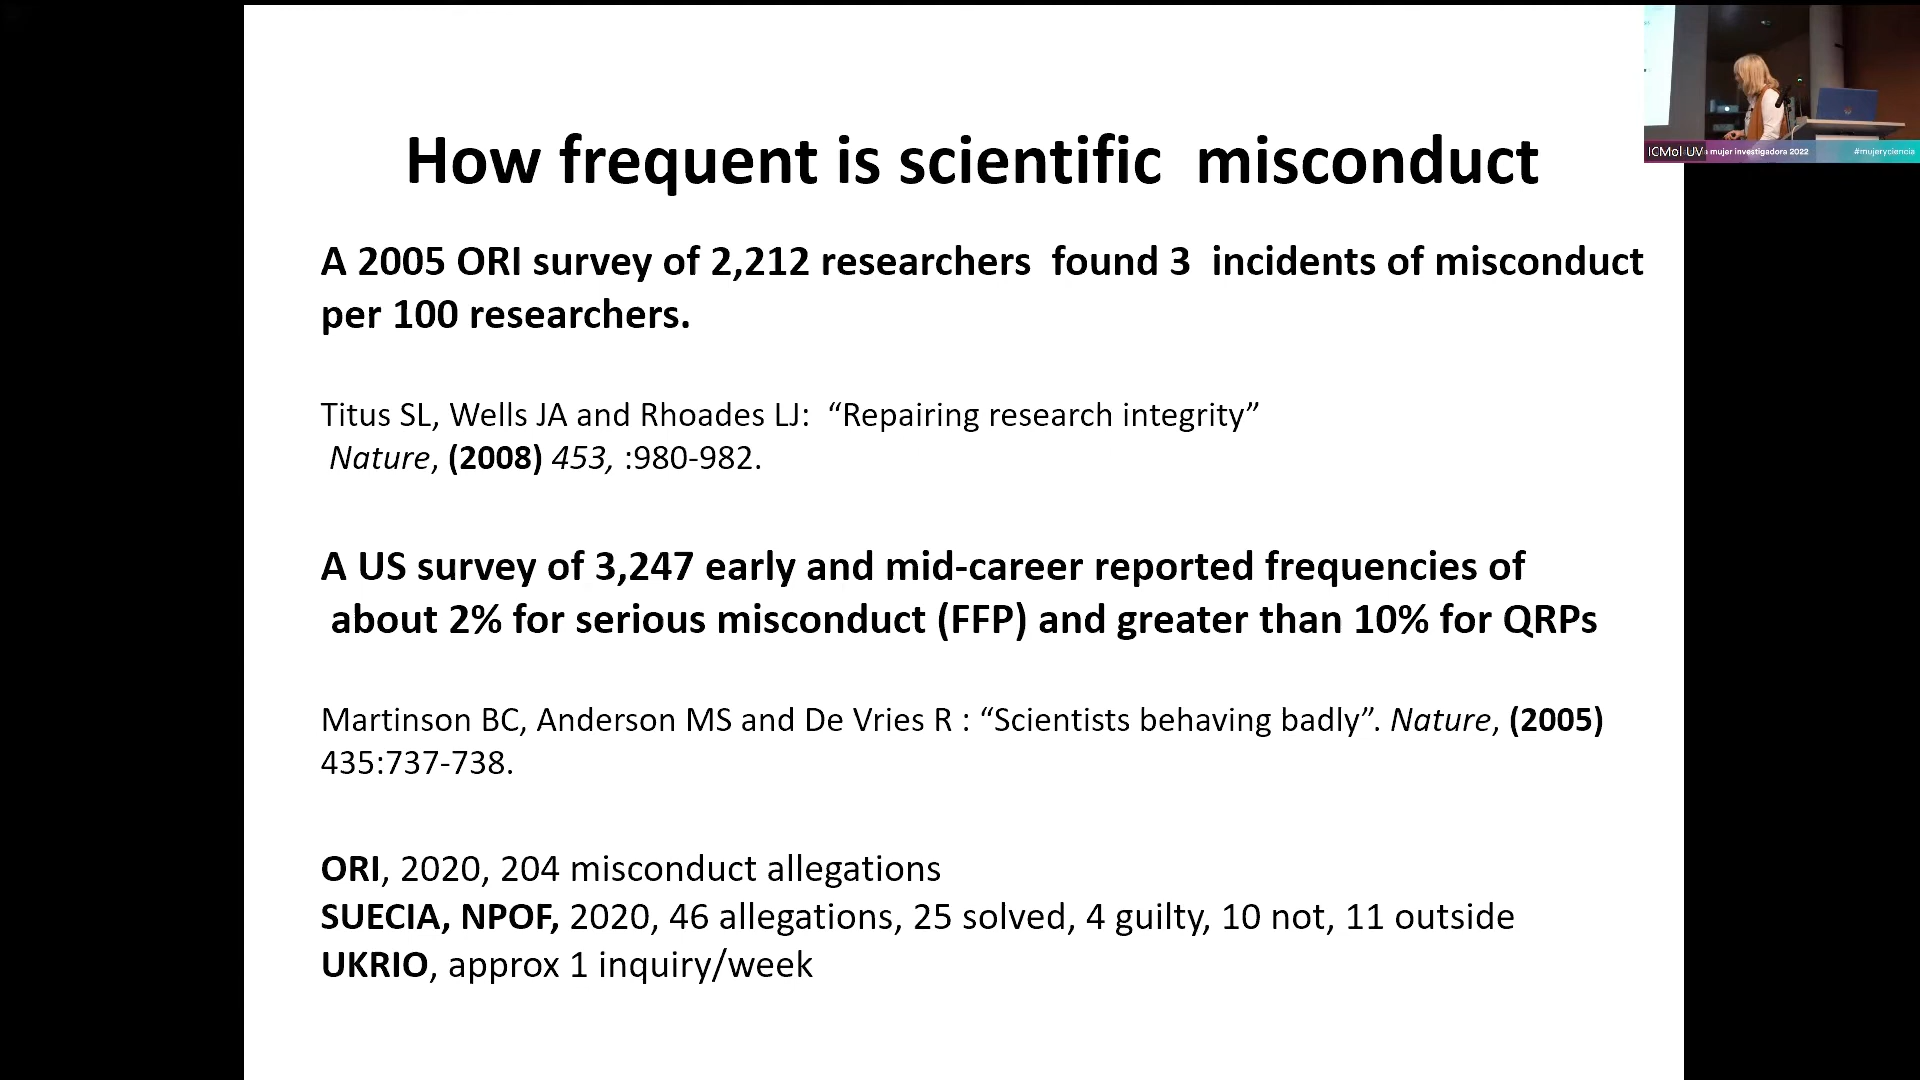 How frequent is scientific misconduct
A 2005 ORI survey of 2,212 researchers found 3 incidents of misconduct
per 100 researchers.
Titus SL, Wells JA and Rhoades LJ: “Repairing research integrity”
Nature, (2008) 453, :980-982.
A US survey of 3,247 early and mid-career reported frequencies of
about 2% for serious misconduct (FFP) and greater than 10% for QRPs
Martinson BC, Anderson MS and De Vries R : “Scientists behaving badly”. Nature, (2005)
435:737-738.
ORI, 2020, 204 misconduct allegations
SUECIA, NPOF, 2020, 46 allegations, 25 solved, 4 guilty, 10 not, 11 outside
UKRIO, approx 1 inquiry/week
ICMol UV
mujer investigadora 2022
#mujeryciencia